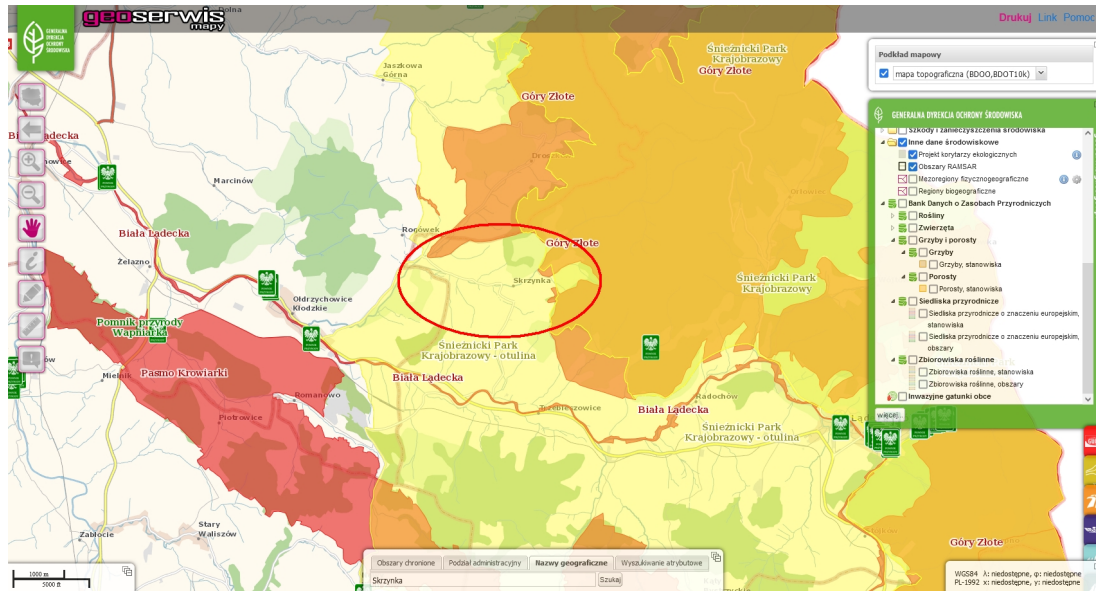 GENERALNA
DYREKCJA
OCHRONY
ŚRODOWISKA
geoserwis
mapy
Drukuj Link Pomoc
Podkład mapowy
mapa topograficzna (BDOO,BDOT10k)
GENERALNA DYREKCJA OCHRONY ŚRODOWISKA
Szkody i zanieczyszczenia środowiska
Inne dane środowiskowe
Projekt korytarzy ekologicznych
Obszary RAMSAR
Mezoregiony fizycznogeograficzne
Regiony biogeograficzne
Bank Danych o Zasobach Przyrodniczych
Rośliny
Zwierzęta
Grzyby i porosty
Grzyby
Grzyby, stanowiska
Porosty
Porosty, stanowiska
Siedliska przyrodnicze
Siedliska przyrodnicze o znaczeniu europejskim,
stanowiska
Siedliska przyrodnicze o znaczeniu europejskim,
obszary
Zbiorowiska roślinne
Zbiorowiska roślinne, stanowiska
Zbiorowiska roślinne, obszary
Inwazyjne gatunki obce
więcej
Dolna
Jaszkowa
Górna
Śnieżnicki Park
Krajobrazowy
Góry Złote
Góry Złote
Marcinów
Biała Lądecka
Żelazno
Rogówek
Góry Złote
Skrzynka
Śnieżnicki Park
Krajobrazowy
Ołdrzychowice
Kłodzkie
Pomnik przyrody
Wapniarka
Śnieżnicki Park
Krajobrazowy - otulina
Pasmo Krowiarki
Biała Lądecka
Romanowo
Piotrowice
Trzebieszowice
Radochów
Biała Lądecka
Śnieżnicki Park
Krajobrazowy - otulina
Stary
Waliszów
Zabłocie
Góry Złote
1000 m
5000 ft
Obszary chronione Podział administracyjny Nazwy geograficzne Wyszukiwanie atrybutowe
Skrzynka Szukaj
WGS84 λ: niedostępne, φ: niedostępne
PL-1992 x: niedostępne, y: niedostępne